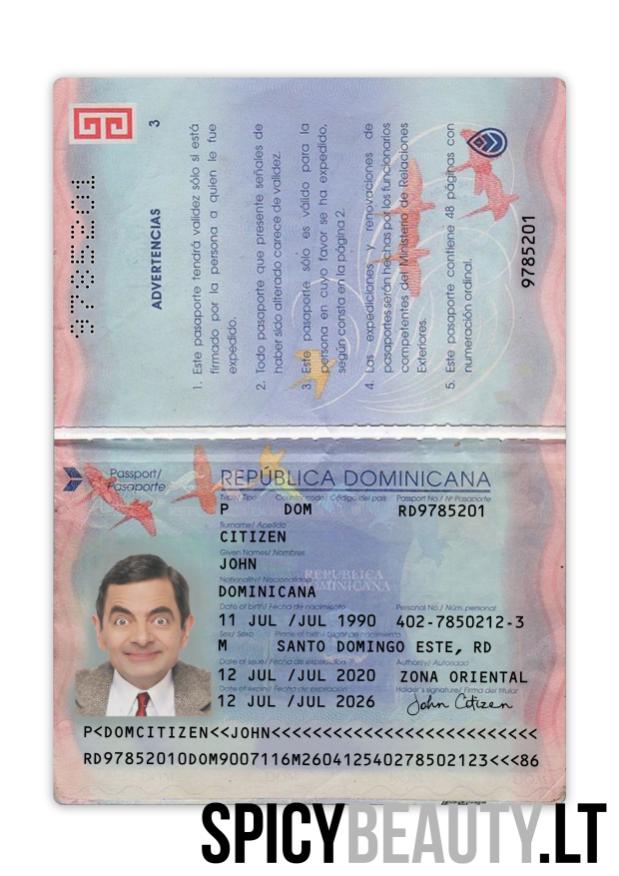 3
9785201
ADVERTENCIAS
1. Este pasaporte tendrá validez sólo si está
firmado por la persona a quien le fue
expedido.
2. Todo pasaporte que presente señales de
haber sido alterado carece de validez.
3. Este pasaporte sólo es válido para la
persona en cuyo favor se ha expedido,
según consta en la página 2.
4. Las expediciones y renovaciones de
pasaportes serán hechas por los funcionarios
competentes del Ministerio de Relaciones
Exteriores.
5. Este pasaporte contiene 48 páginas con
numeración ordinal.
9785201
Passport/
Pasaporte
REPÚBLICA DOMINICANA
Type/Tipo Country code/ Código del país Passport No./ Nº Pasaporte
P DOM RD9785201
Surname/ Apellido
CITIZEN
Given Names/ Nombres
JOHN
Nationality/ Nacionalidad
REPUBLICA
DOMINICANA
DOMINICANA
Date of birth/ Fecha de nacimiento Personal No./ Núm. personal
11 JUL /JUL 1990 402-7850212-3
Sex/ Sexo Place of birth/ Lugar de nacimiento
M SANTO DOMINGO ESTE, RD
Date of issue/ Fecha de expedición Authority/ Autoridad
12 JUL /JUL 2020 ZONA ORIENTAL
Date of expiry/ Fecha de expiración Holder's signature/ Firma del titular
12 JUL /JUL 2026 John Citizen
P<DOMCITIZEN<<JOHN<<<<<<<<<<<<<<<<<<<<<<<<<<
RD97852010DOM9007116M26041254027850​2123<<<86
SPICYBEAUTY.LT